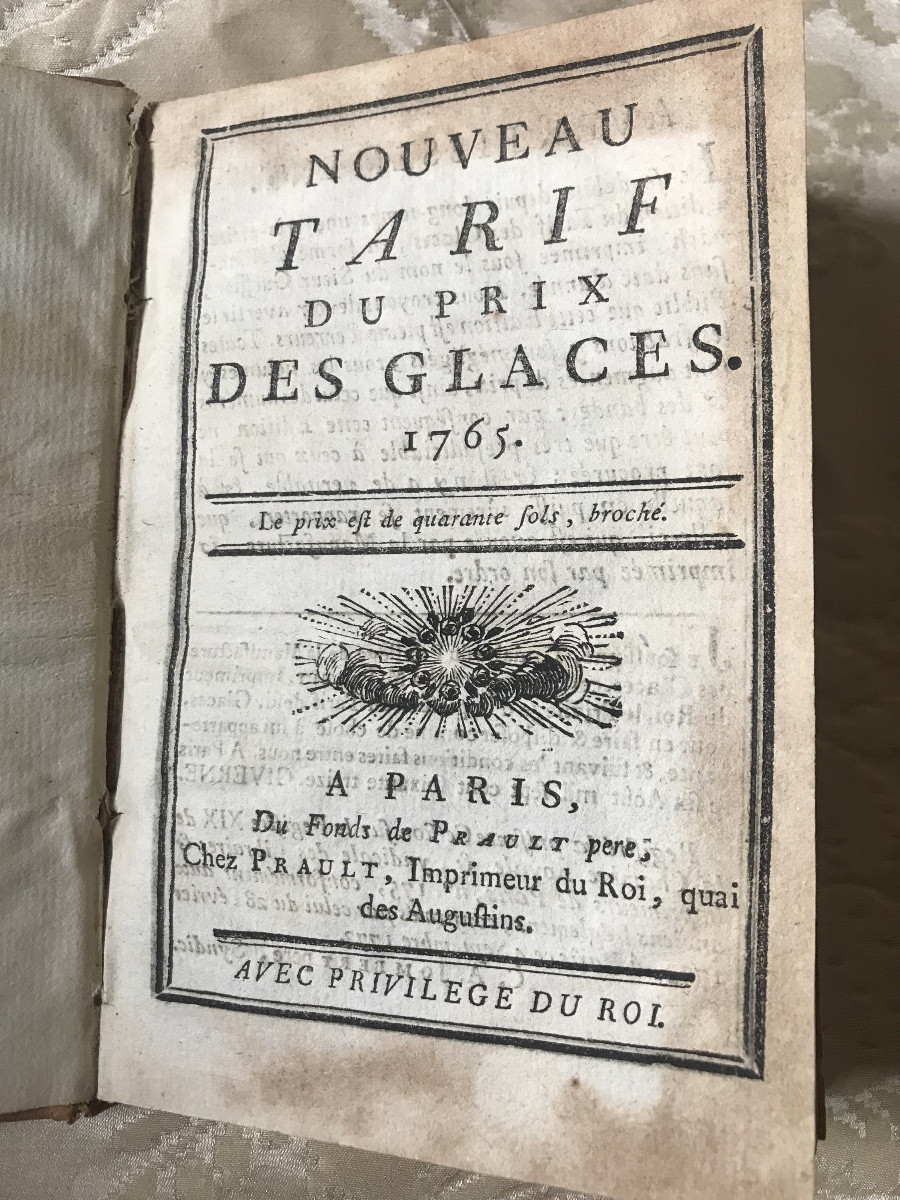 NOUVEAU
TARIF
DU PRIX
DES GLACES.
1765.
Le prix eſt de quarante ſols, broché.
A PARIS,
Du Fonds de PRAULT pere,
Chez PRAULT, Imprimeur du Roi, quai
des Auguſtins.
AVEC PRIVILEGE DU ROI.